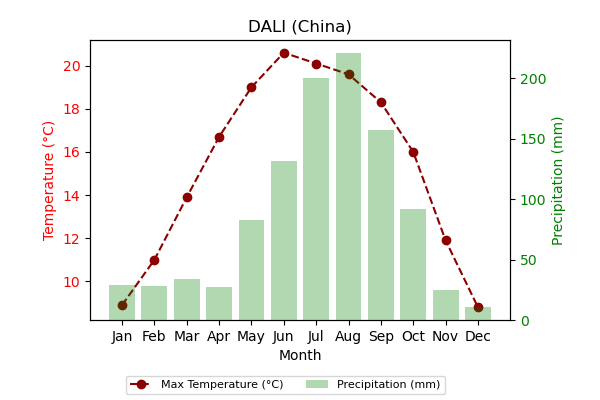 DALI (China)
Temperature (°C)
20
18
16
14
12
10
200
150
100
50
0
Precipitation (mm)
Jan Feb Mar Apr May Jun Jul Aug Sep Oct Nov Dec
Month
Max Temperature (°C) Precipitation (mm)